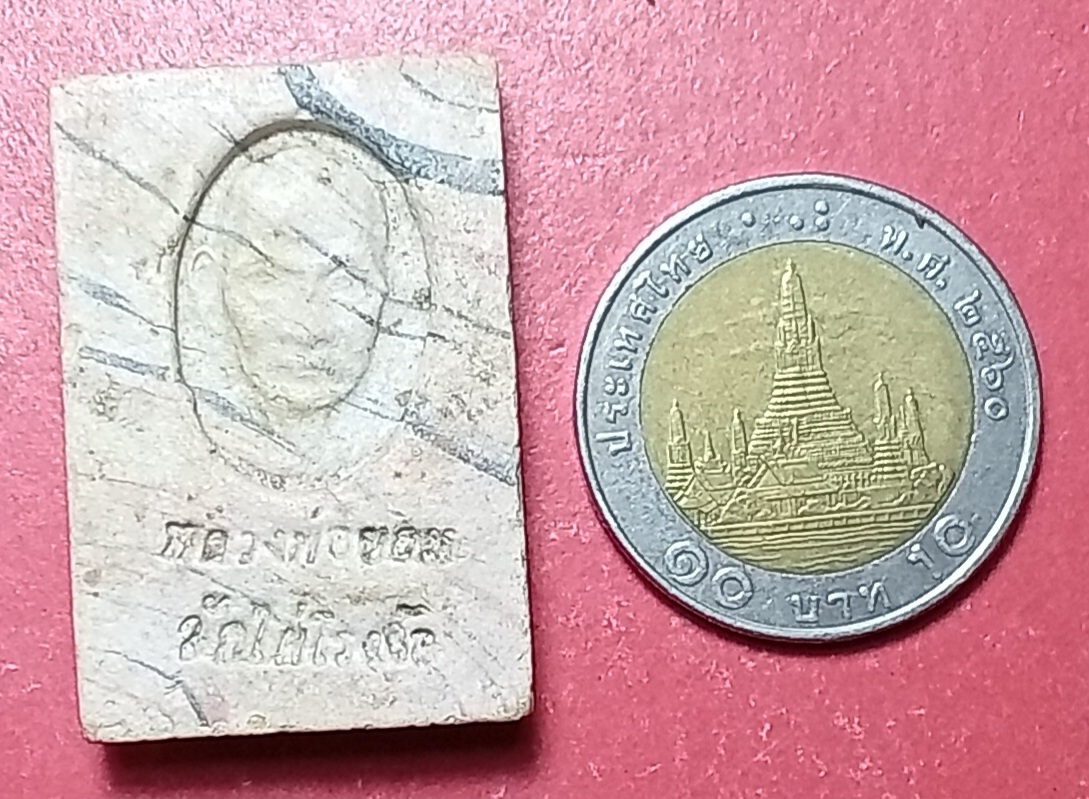 หลวงพ่อขอม
วัดไผ่โรงวัว
ประเทศไทย พ.ศ. ๒๕๖๐
๑๐ บาท 10